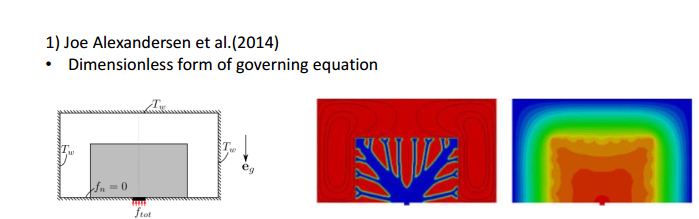 1) Joe Alexandersen et al.(2014)
• Dimensionless form of governing equation
T_w
T_w
T_w
e_g
f_n = 0
f_tot